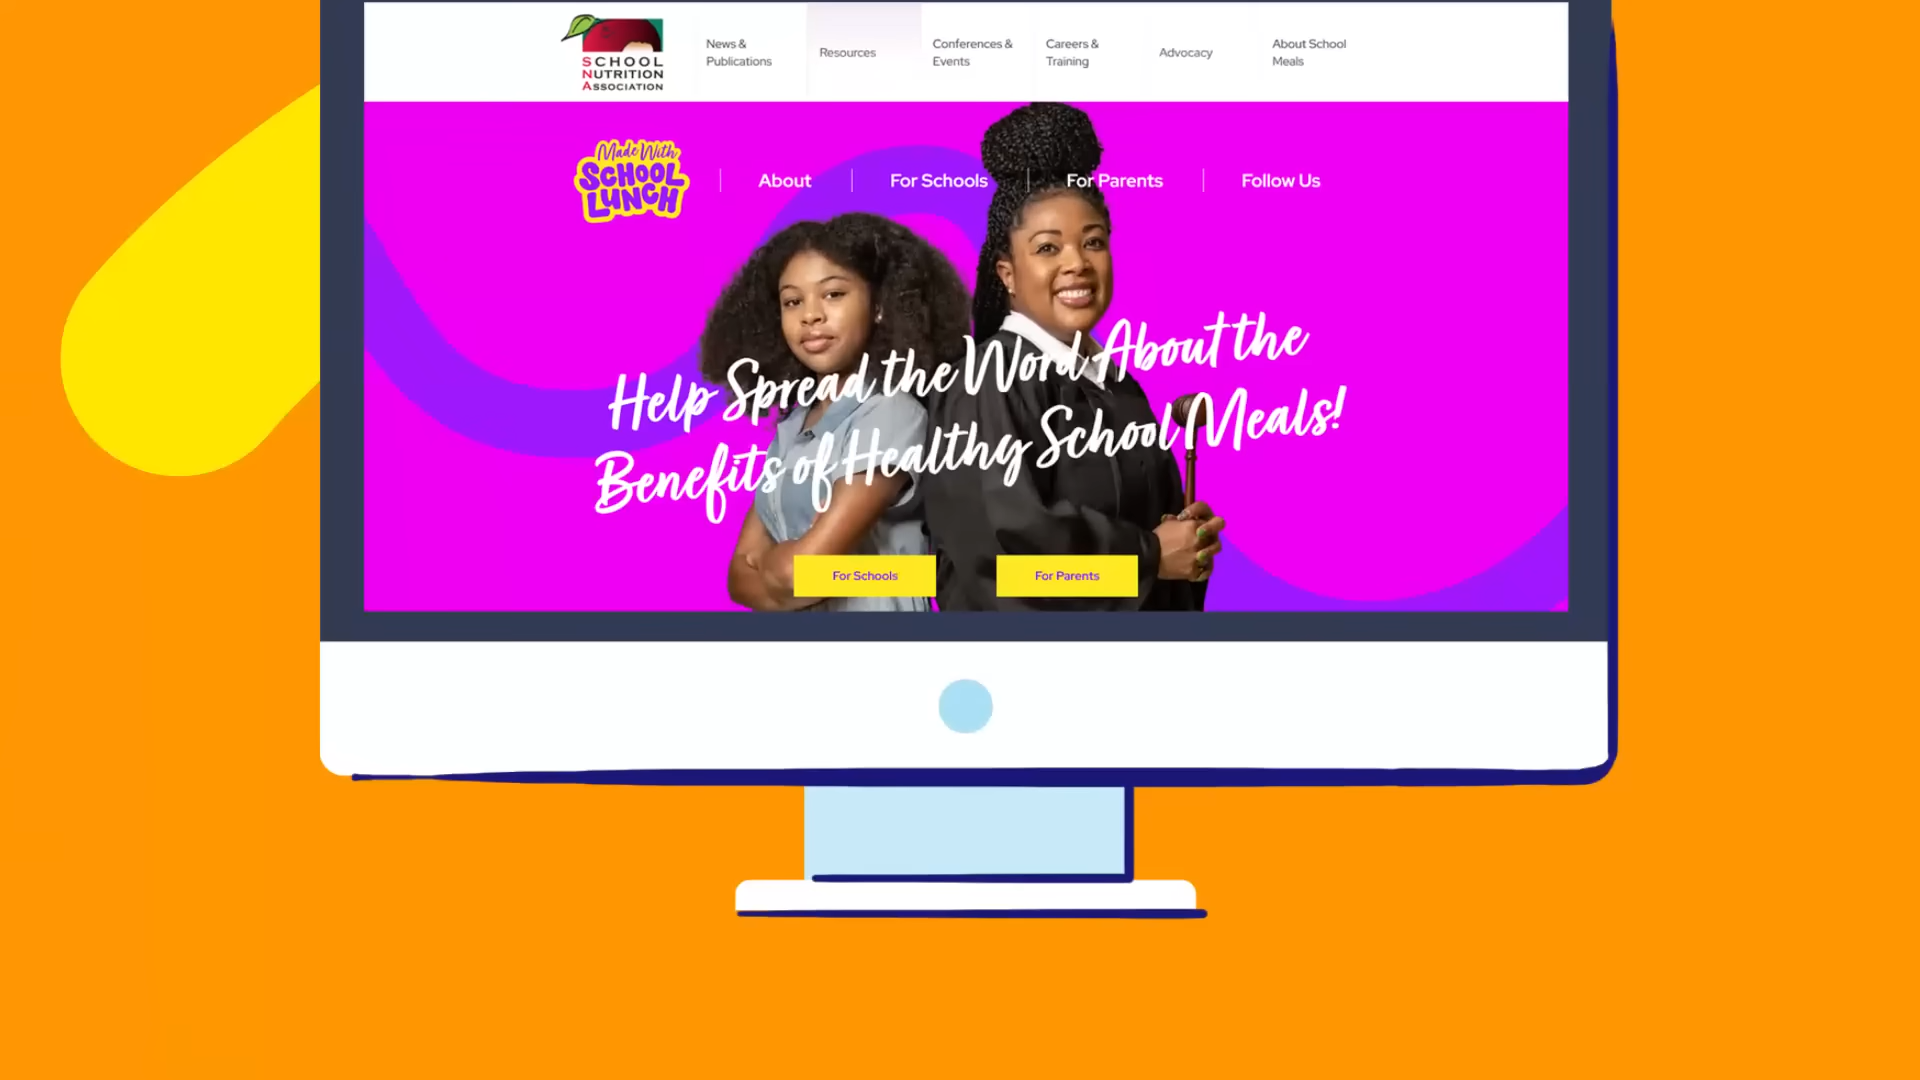 SCHOOL
NUTRITION
ASSOCIATION
News &
Publications
Resources
Conferences &
Events
Careers &
Training
Advocacy
About School
Meals
Made With
SCHOOL
LUNCH
About
For Schools
For Parents
Follow Us
Help Spread the Word About the
Benefits of Healthy School Meals!
For Schools
For Parents